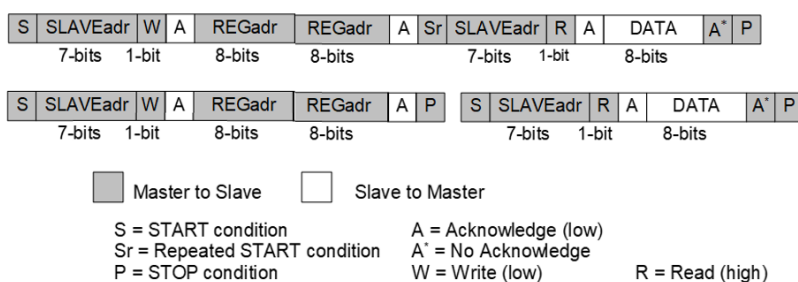 S SLAVEadr W A REGadr REGadr A Sr SLAVEadr R A DATA A* P
7-bits 1-bit 8-bits 8-bits 7-bits 1-bit 8-bits
S SLAVEadr W A REGadr REGadr A P S SLAVEadr R A DATA A* P
7-bits 1-bit 8-bits 8-bits 7-bits 1-bit 8-bits
Master to Slave Slave to Master
S = START condition A = Acknowledge (low)
Sr = Repeated START condition A* = No Acknowledge
P = STOP condition W = Write (low) R = Read (high)